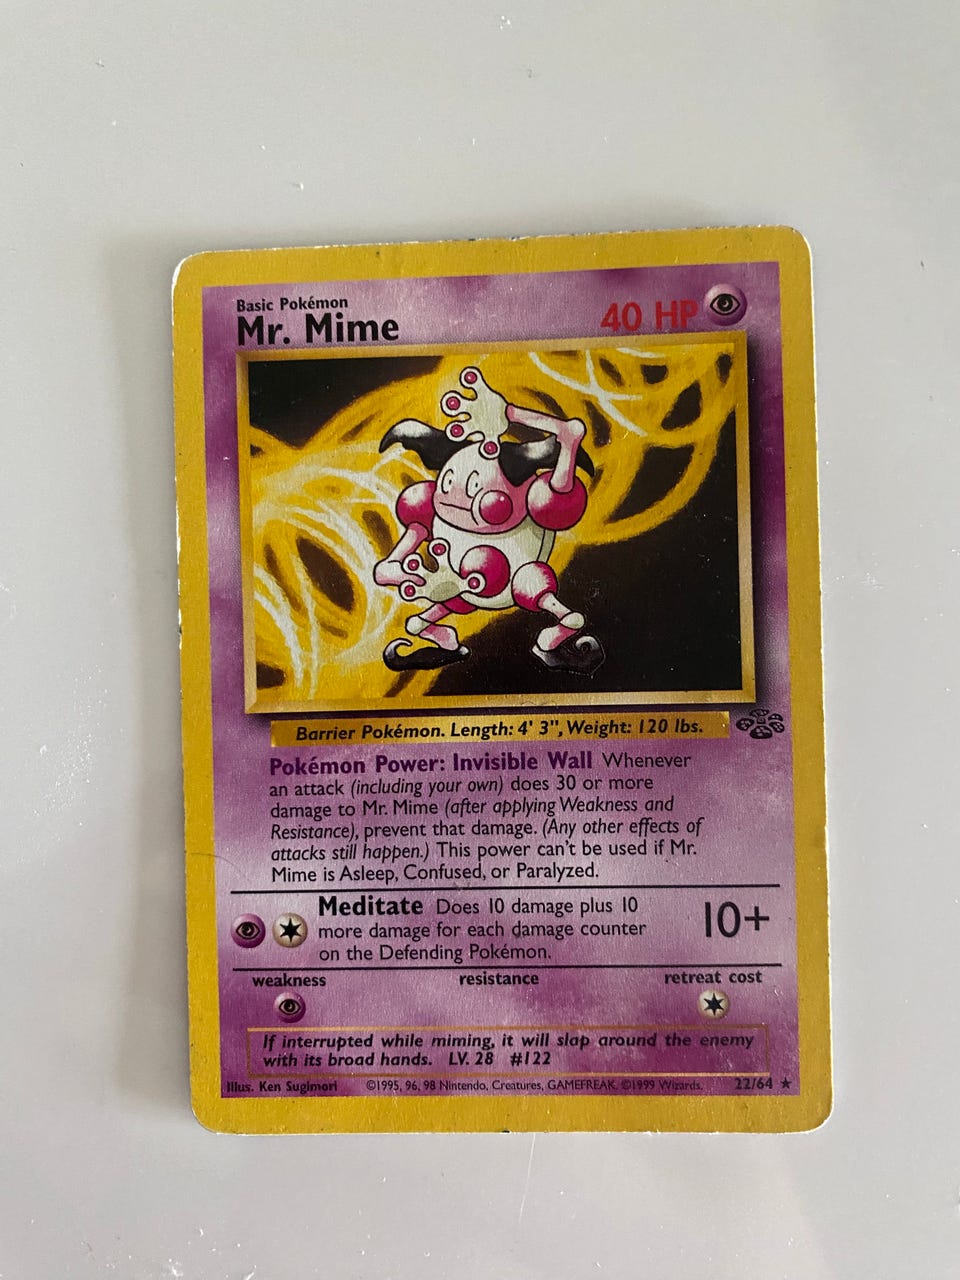 Basic Pokémon
Mr. Mime
40 HP
Barrier Pokémon. Length: 4' 3", Weight: 120 lbs.
Pokémon Power: Invisible Wall Whenever
an attack (including your own) does 30 or more
damage to Mr. Mime (after applying Weakness and
Resistance), prevent that damage. (Any other effects of
attacks still happen.) This power can't be used if Mr.
Mime is Asleep, Confused, or Paralyzed.
Meditate Does 10 damage plus 10
more damage for each damage counter
on the Defending Pokémon.
10+
weakness
resistance
retreat cost
If interrupted while miming, it will slap around the enemy
with its broad hands. LV. 28 #122
Illus. Ken Sugimori
©1995, 96, 98 Nintendo, Creatures, GAMEFREAK. ©1999 Wizards.
22/64 ★